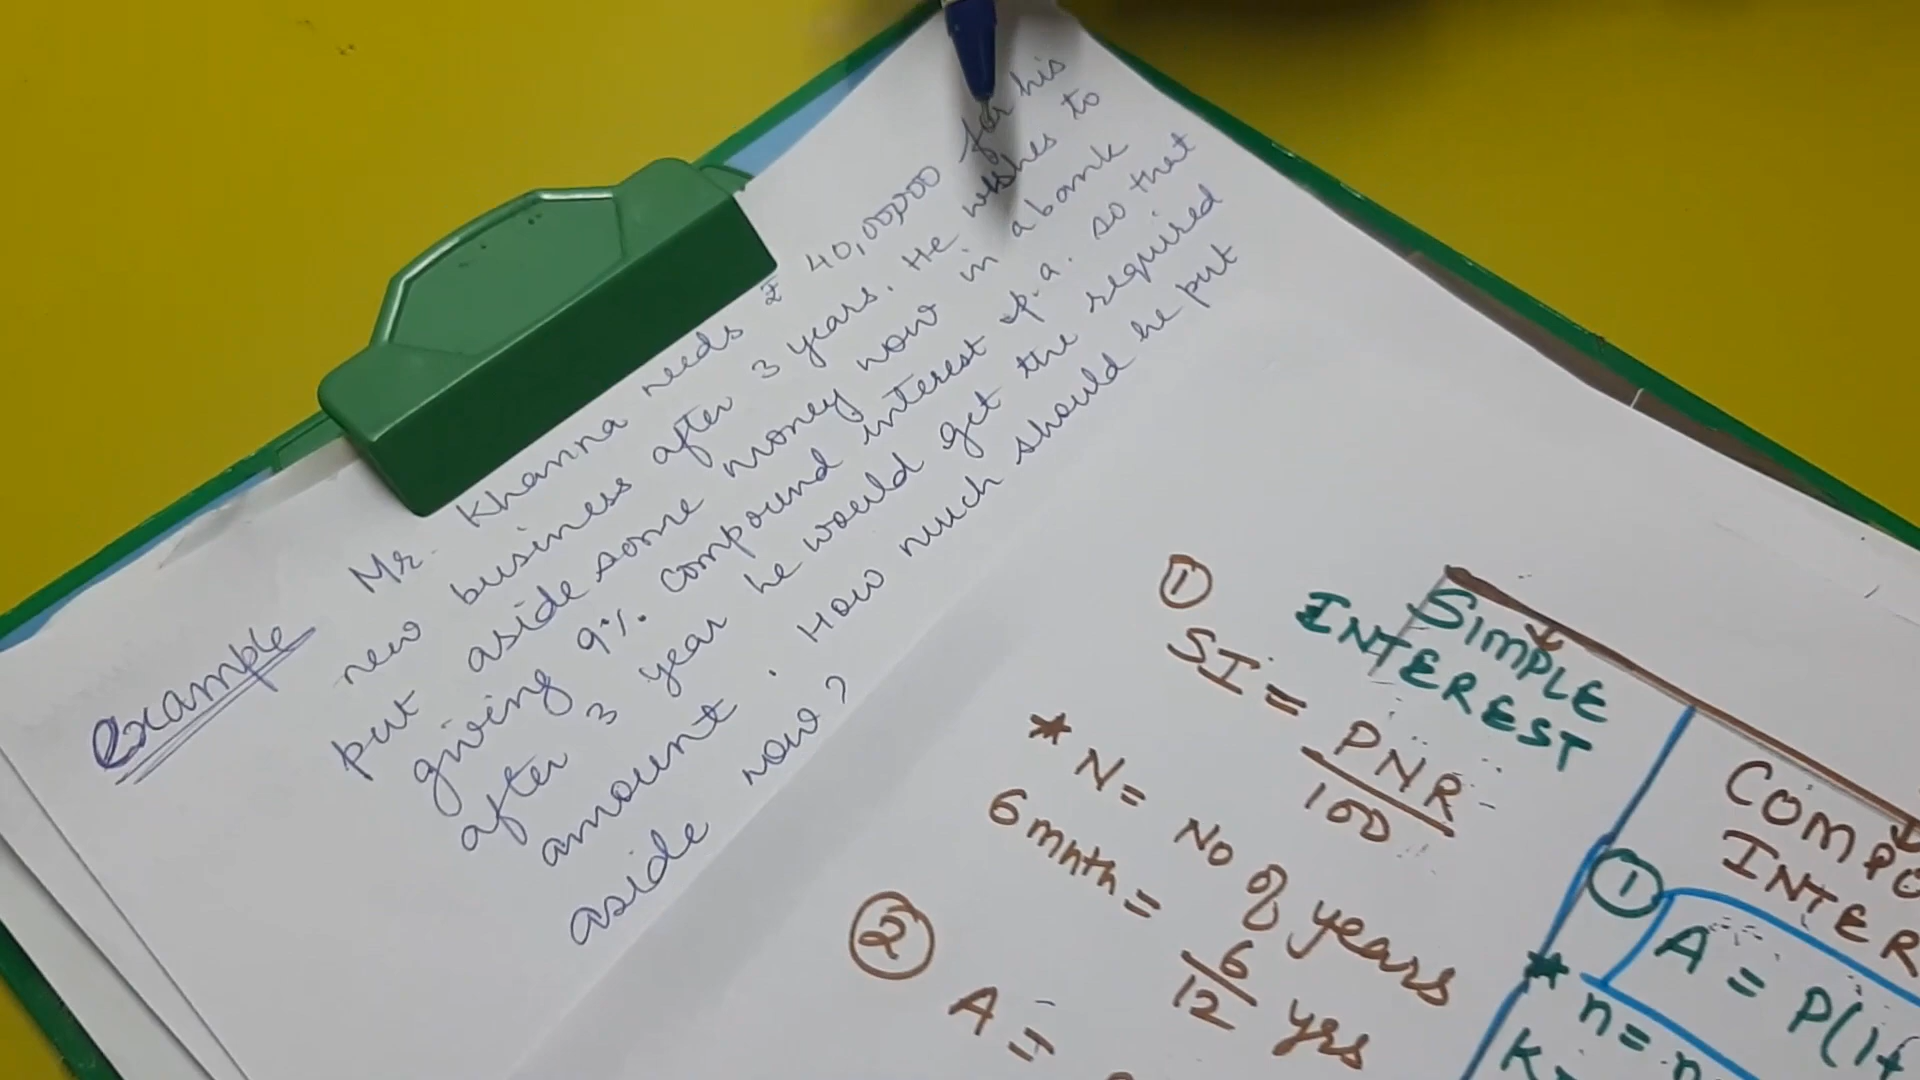 example
Mr. Khanna needs ₹ 40,00,000 for his
new business after 3 years. He wishes to
put aside some money now in a bank
giving 9% compound interest p.a. so that
after 3 year he would get the required
amount. How much should he put
aside now?
SIMPLE
INTEREST
①
SI = PNR
100
* N = No of years
6 mnth = 6
12 yrs
②
A =
INTER
①
A = P(1+
* n =